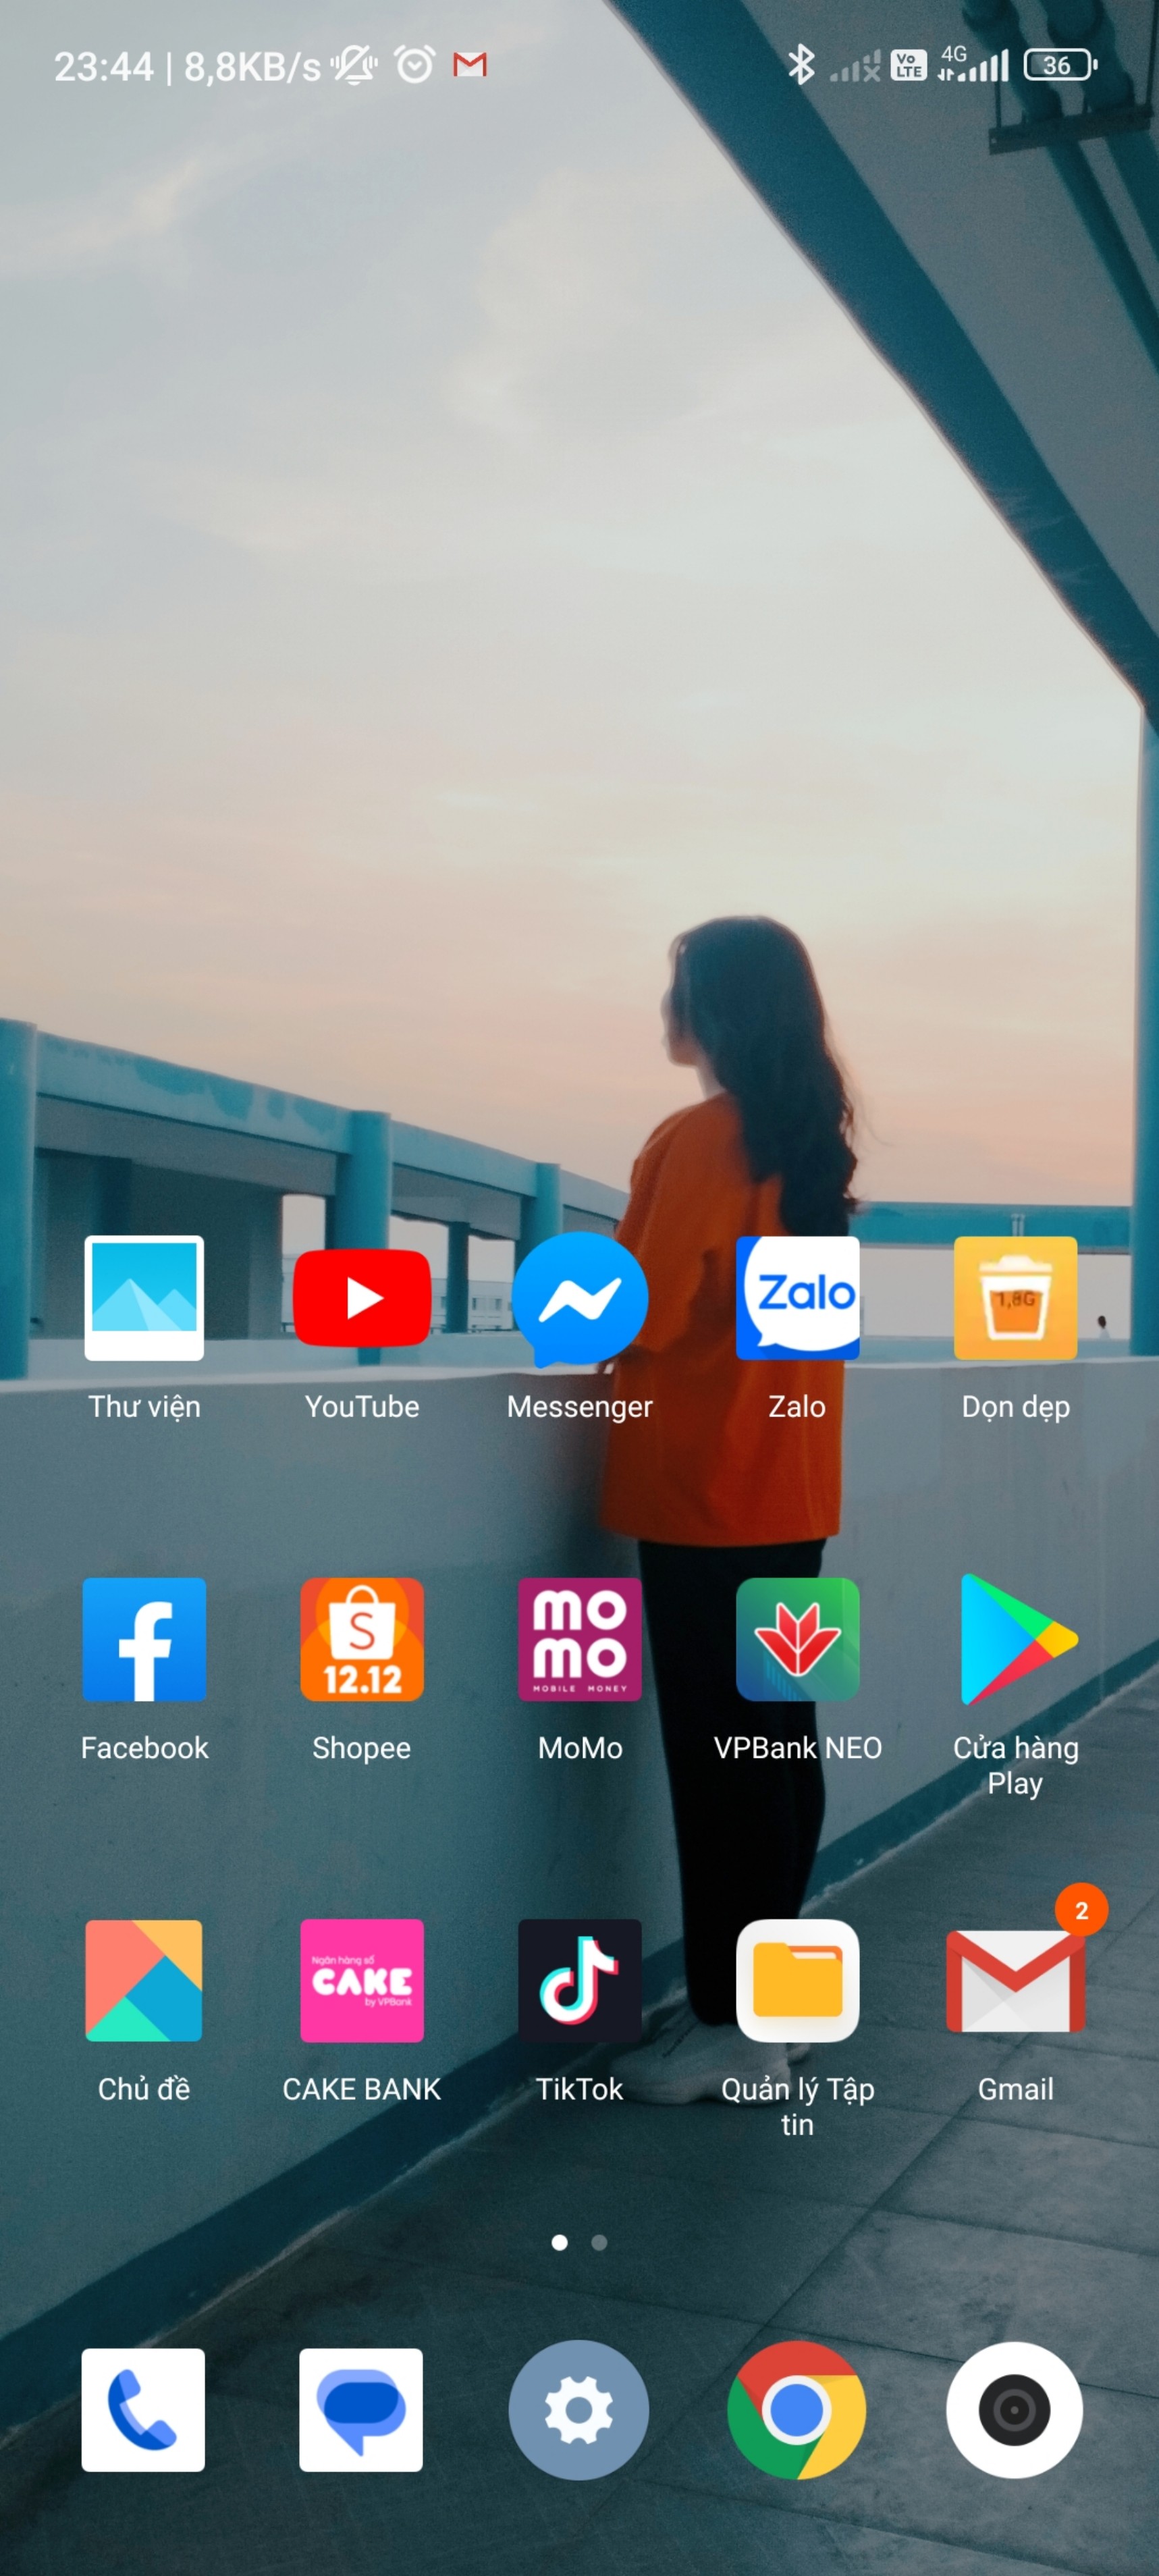 23:44 | 8,8KB/s
Vo LTE
4G
36
Zalo
1,8G
Thư viện
YouTube
Messenger
Zalo
Dọn dẹp
S
12.12
mo
mo
MOBILE MONEY
Facebook
Shopee
MoMo
VPBank NEO
Cửa hàng
Play
2
Ngân hàng số
CAKE
by VPBank
Chủ đề
CAKE BANK
TikTok
Quản lý Tập
tin
Gmail